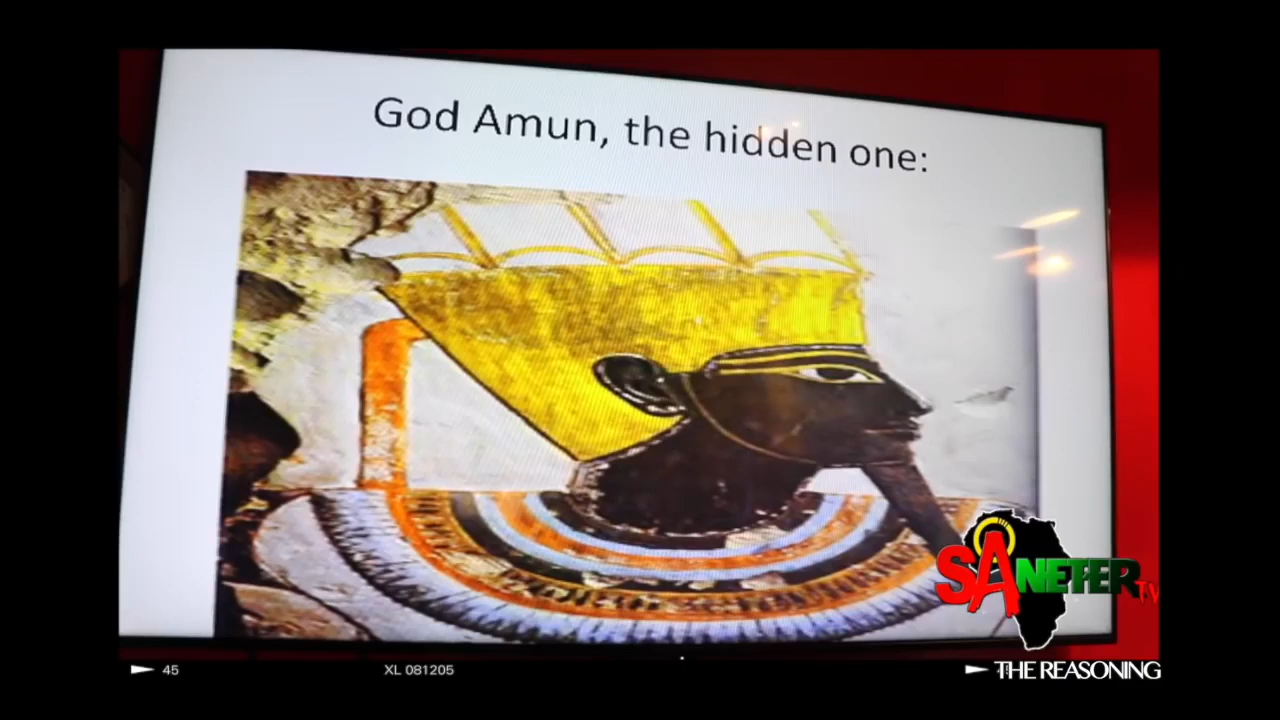 God Amun, the hidden one:
SANETER TV
45
XL 081205
THE REASONING